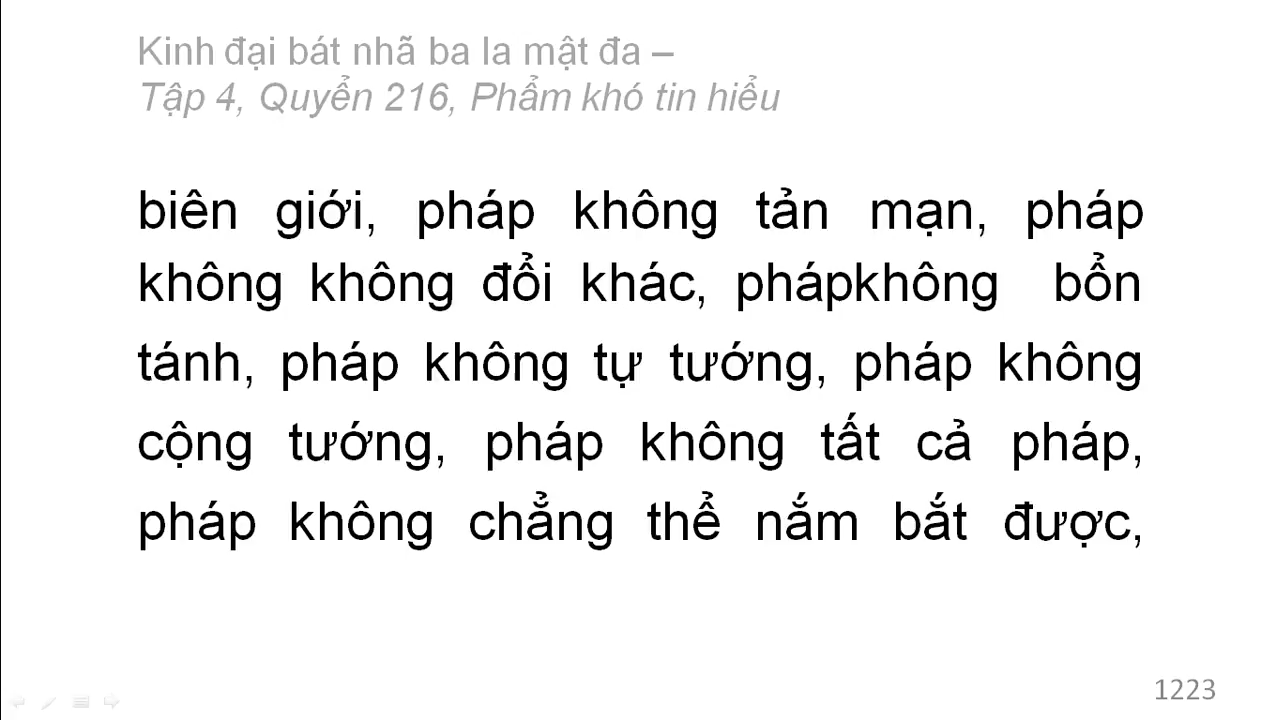 Kinh đại bát nhã ba la mật đa –
Tập 4, Quyển 216, Phẩm khó tin hiểu
biên giới, pháp không tản mạn, pháp
không không đổi khác, phápkhông bổn
tánh, pháp không tự tướng, pháp không
cộng tướng, pháp không tất cả pháp,
pháp không chẳng thể nắm bắt được,
1223